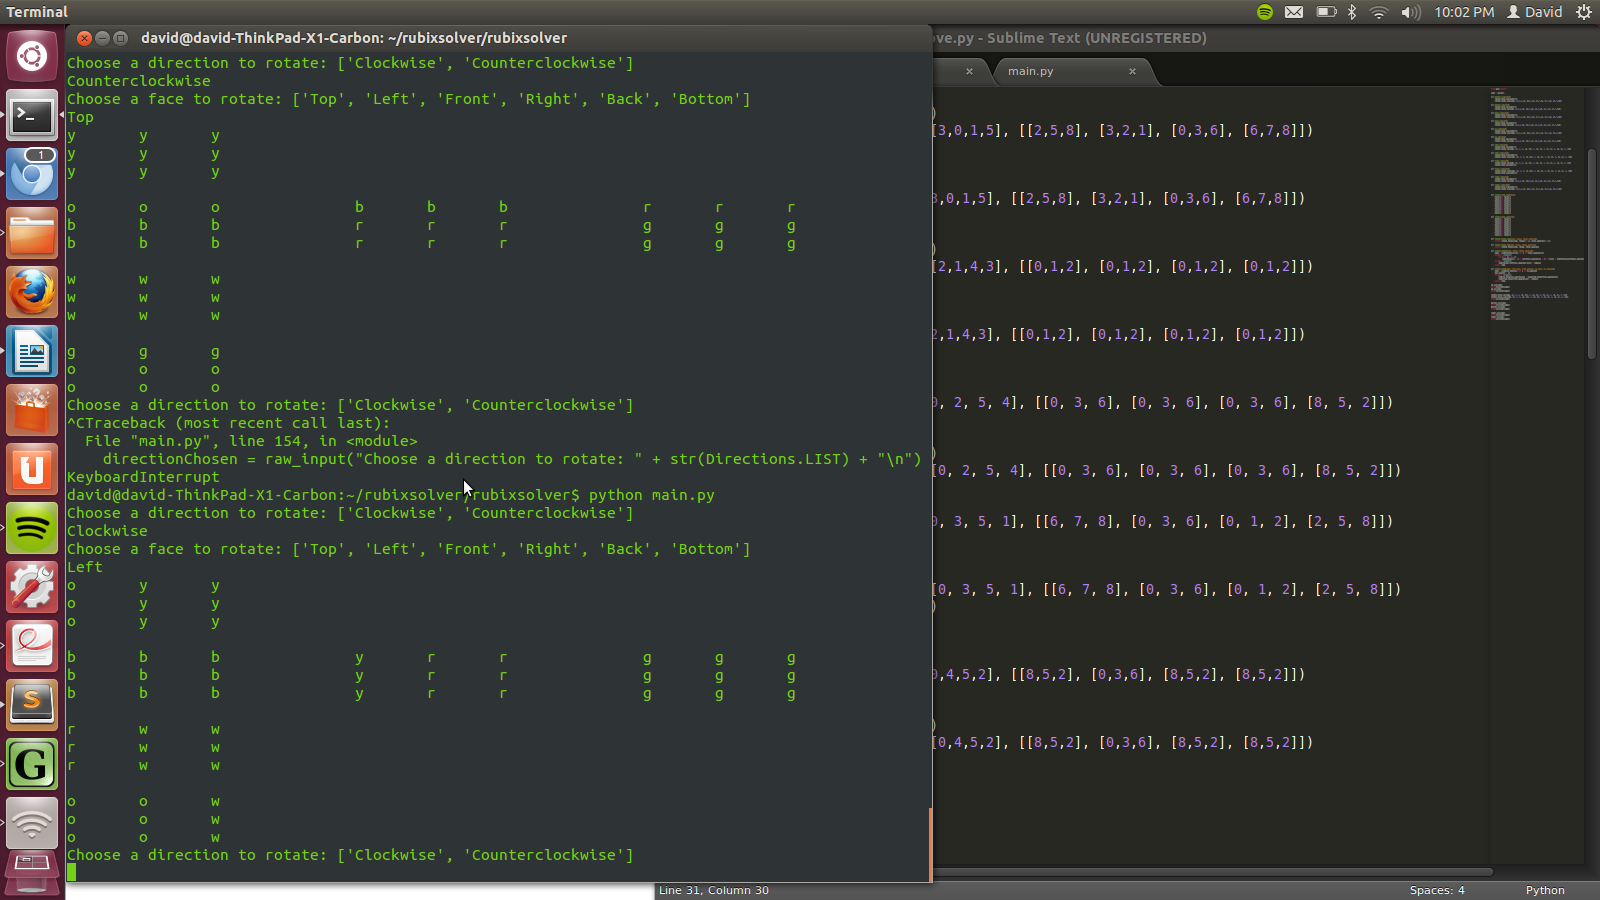 Terminal
10:02 PM David
david@david-ThinkPad-X1-Carbon: ~/rubixsolver/rubixsolver
ve.py - Sublime Text (UNREGISTERED)
main.py
Choose a direction to rotate: ['Clockwise', 'Counterclockwise']
Counterclockwise
Choose a face to rotate: ['Top', 'Left', 'Front', 'Right', 'Back', 'Bottom']
Top
y y y
y y y
y y y
o o o b b b r r r
b b b r r r g g g
b b b r r r g g g
w w w
w w w
w w w
g g g
o o o
o o o
Choose a direction to rotate: ['Clockwise', 'Counterclockwise']
^CTraceback (most recent call last):
File "main.py", line 154, in <module>
directionChosen = raw_input("Choose a direction to rotate: " + str(Directions.LIST) + "\n")
KeyboardInterrupt
david@david-ThinkPad-X1-Carbon:~/rubixsolver/rubixsolver$ python main.py
Choose a direction to rotate: ['Clockwise', 'Counterclockwise']
Clockwise
Choose a face to rotate: ['Top', 'Left', 'Front', 'Right', 'Back', 'Bottom']
Left
o y y
o y y
o y y
b b b y r r g g g
b b b y r r g g g
b b b y r r g g g
r w w
r w w
r w w
o o w
o o w
o o w
Choose a direction to rotate: ['Clockwise', 'Counterclockwise']
)
[3,0,1,5], [[2,5,8], [3,2,1], [0,3,6], [6,7,8]])
3,0,1,5], [[2,5,8], [3,2,1], [0,3,6], [6,7,8]])
)
[2,1,4,3], [[0,1,2], [0,1,2], [0,1,2], [0,1,2]])
2,1,4,3], [[0,1,2], [0,1,2], [0,1,2], [0,1,2]])
0, 2, 5, 4], [[0, 3, 6], [0, 3, 6], [0, 3, 6], [8, 5, 2]])
)
[0, 2, 5, 4], [[0, 3, 6], [0, 3, 6], [0, 3, 6], [8, 5, 2]])
0, 3, 5, 1], [[6, 7, 8], [0, 3, 6], [0, 1, 2], [2, 5, 8]])
[0, 3, 5, 1], [[6, 7, 8], [0, 3, 6], [0, 1, 2], [2, 5, 8]])
)
0,4,5,2], [[8,5,2], [0,3,6], [8,5,2], [8,5,2]])
)
[0,4,5,2], [[8,5,2], [0,3,6], [8,5,2], [8,5,2]])
Line 31, Column 30 Spaces: 4 Python
1